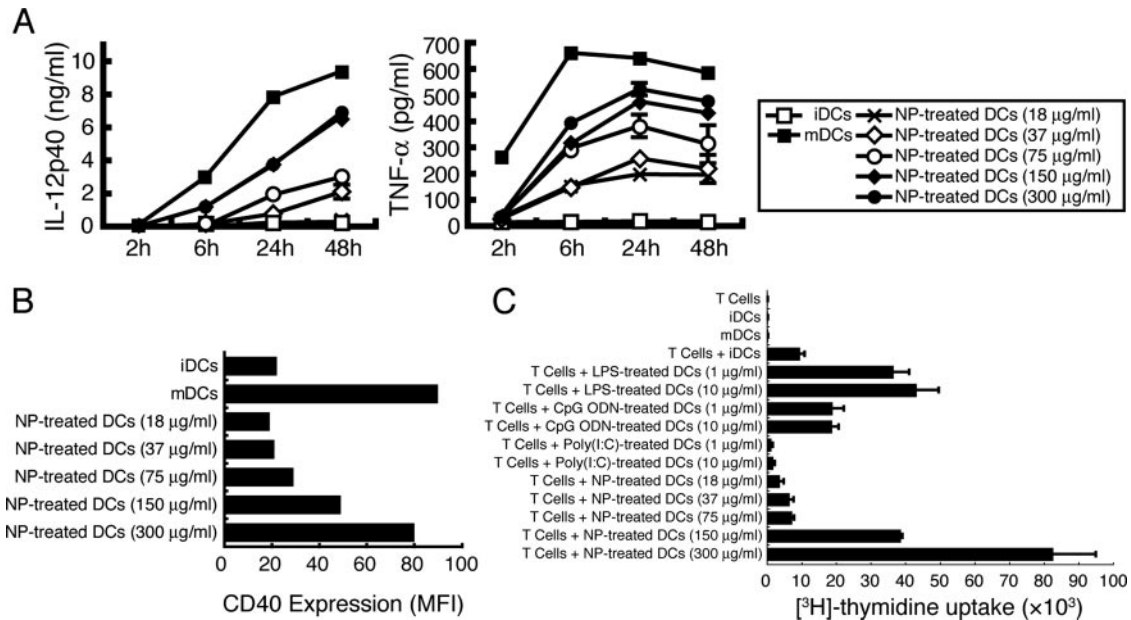 A
IL-12p40 (ng/ml)
10
8
6
4
2
0
2h 6h 24h 48h
TNF-α (pg/ml)
700
600
500
400
300
200
100
0
2h 6h 24h 48h
iDCs
mDCs
NP-treated DCs (18 μg/ml)
NP-treated DCs (37 μg/ml)
NP-treated DCs (75 μg/ml)
NP-treated DCs (150 μg/ml)
NP-treated DCs (300 μg/ml)
B
iDCs
mDCs
NP-treated DCs (18 μg/ml)
NP-treated DCs (37 μg/ml)
NP-treated DCs (75 μg/ml)
NP-treated DCs (150 μg/ml)
NP-treated DCs (300 μg/ml)
0 20 40 60 80 100
CD40 Expression (MFI)
C
T Cells
iDCs
mDCs
T Cells + iDCs
T Cells + LPS-treated DCs (1 μg/ml)
T Cells + LPS-treated DCs (10 μg/ml)
T Cells + CpG ODN-treated DCs (1 μg/ml)
T Cells + CpG ODN-treated DCs (10 μg/ml)
T Cells + Poly(I:C)-treated DCs (1 μg/ml)
T Cells + Poly(I:C)-treated DCs (10 μg/ml)
T Cells + NP-treated DCs (18 μg/ml)
T Cells + NP-treated DCs (37 μg/ml)
T Cells + NP-treated DCs (75 μg/ml)
T Cells + NP-treated DCs (150 μg/ml)
T Cells + NP-treated DCs (300 μg/ml)
0 10 20 30 40 50 60 70 80 90 100
[³H]-thymidine uptake (×10³)